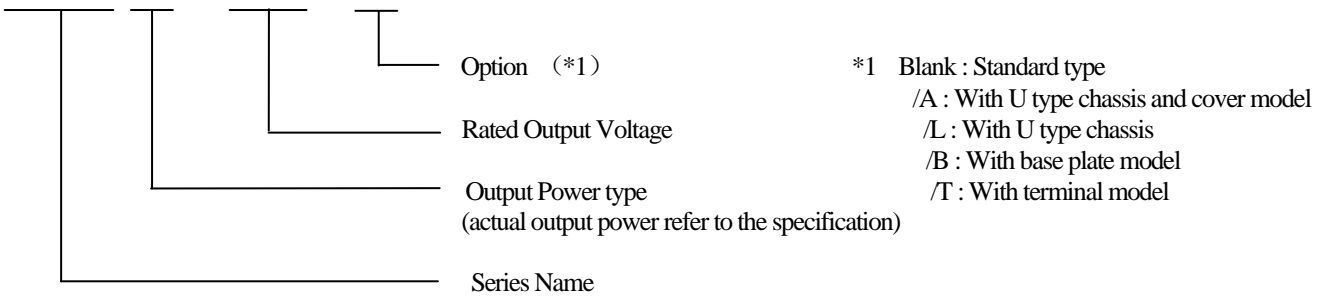 Option （*1） *1 Blank : Standard type
/A : With U type chassis and cover model
Rated Output Voltage /L : With U type chassis
/B : With base plate model
Output Power type /T : With terminal model
(actual output power refer to the specification)
Series Name